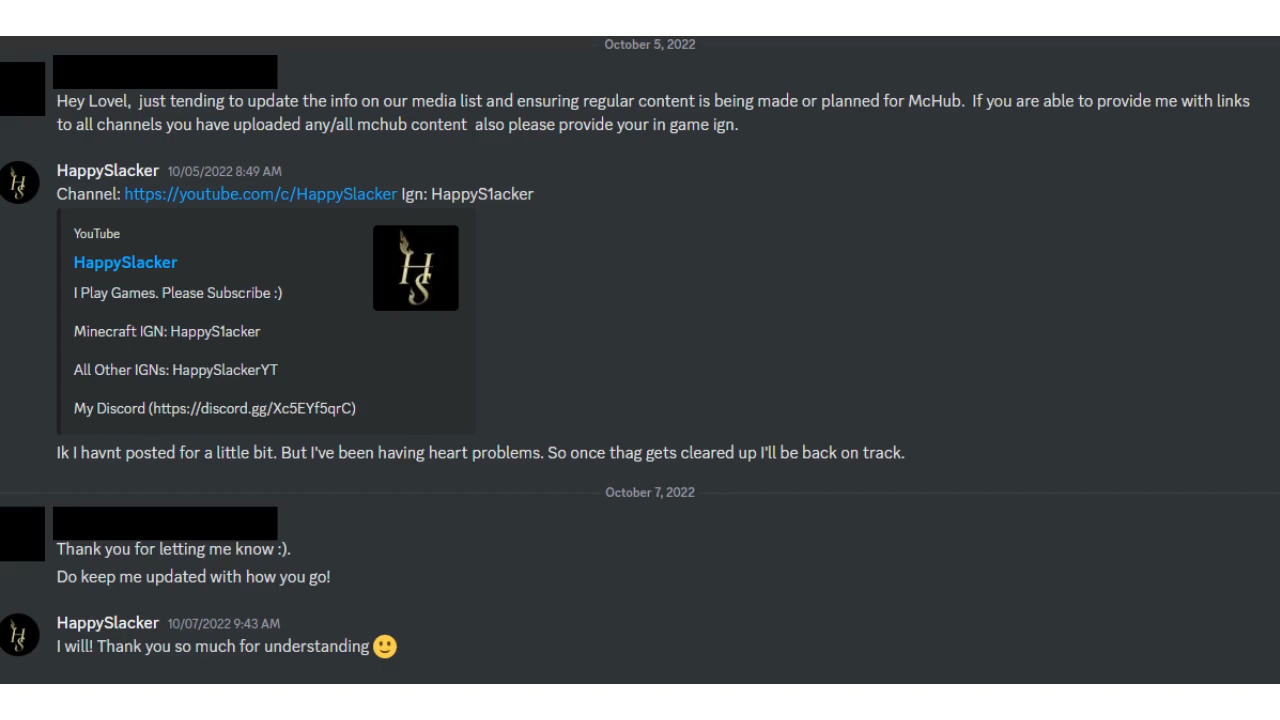 October 5, 2022
Hey Lovel, just tending to update the info on our media list and ensuring regular content is being made or planned for McHub. If you are able to provide me with links
to all channels you have uploaded any/all mchub content also please provide your in game ign.
HappySlacker 10/05/2022 8:49 AM
Channel: https://youtube.com/c/HappySlacker Ign: HappyS1acker
YouTube
HappySlacker
I Play Games. Please Subscribe :)
Minecraft IGN: HappyS1acker
All Other IGNs: HappySlackerYT
My Discord (https://discord.gg/Xc5EYf5qrC)
Ik I havnt posted for a little bit. But I've been having heart problems. So once thag gets cleared up I'll be back on track.
October 7, 2022
Thank you for letting me know :).
Do keep me updated with how you go!
HappySlacker 10/07/2022 9:43 AM
I will! Thank you so much for understanding 🙂